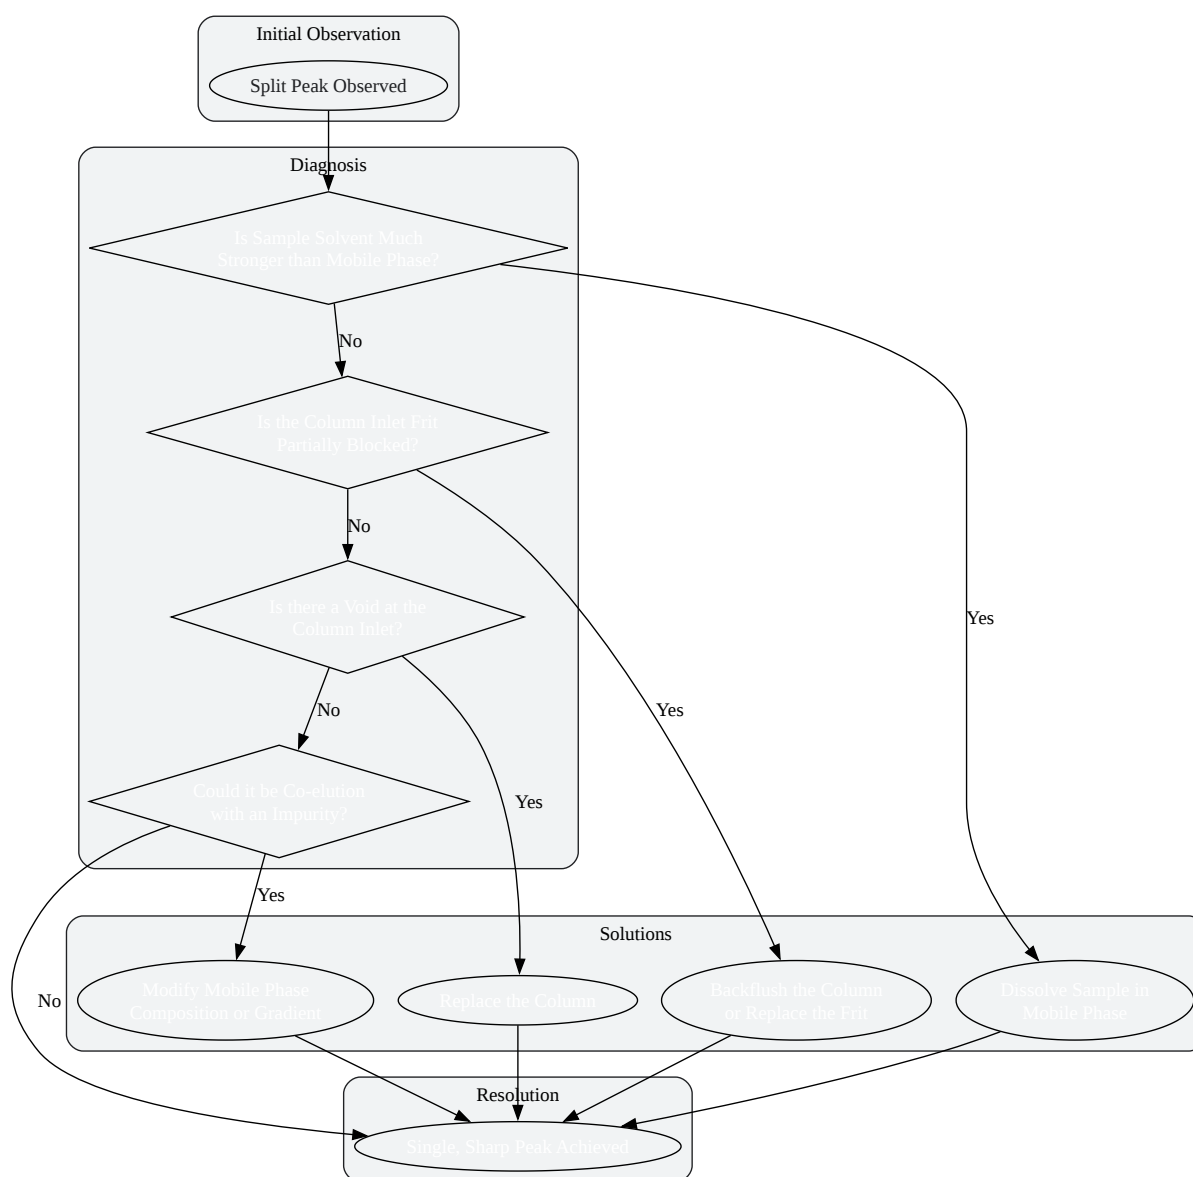 Initial Observation
Split Peak Observed
Diagnosis
Is Sample Solvent Much
Stronger than Mobile Phase?
No
Is the Column Inlet Frit
Partially Blocked?
No
Is there a Void at the
Column Inlet?
Yes
Yes
No
Could it be Co-elution
with an Impurity?
Yes
Yes
Solutions
Modify Mobile Phase
Composition or Gradient
Replace the Column
Backflush the Column
or Replace the Frit
Dissolve Sample in
Mobile Phase
No
Resolution
Single, Sharp Peak Achieved